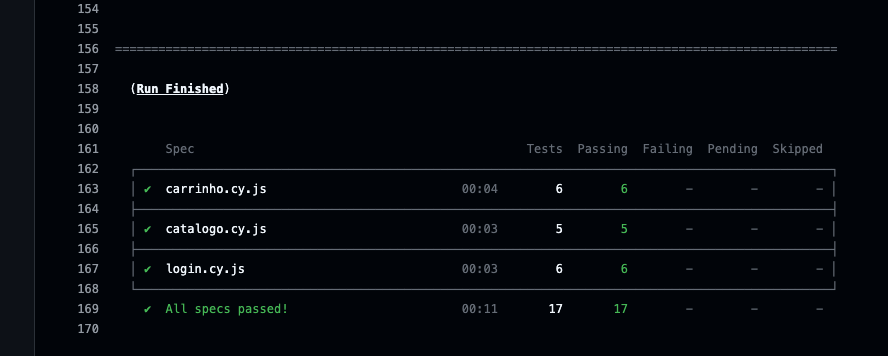 154
155
156 ====================================================================================================
157
158 (Run Finished)
159
160
161 Spec Tests Passing Failing Pending Skipped
162
163 ✔ carrinho.cy.js 00:04 6 6 - - -
164
165 ✔ catalogo.cy.js 00:03 5 5 - - -
166
167 ✔ login.cy.js 00:03 6 6 - - -
168
169 ✔ All specs passed! 00:11 17 17 - - -
170